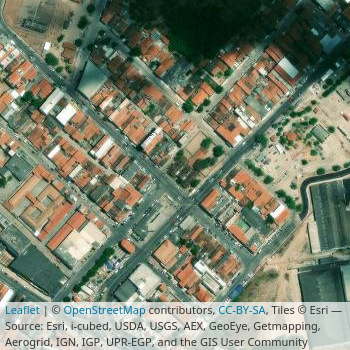 Leaflet | © OpenStreetMap contributors, CC-BY-SA, Tiles © Esri —
Source: Esri, i-cubed, USDA, USGS, AEX, GeoEye, Getmapping,
Aerogrid, IGN, IGP, UPR-EGP, and the GIS User Community